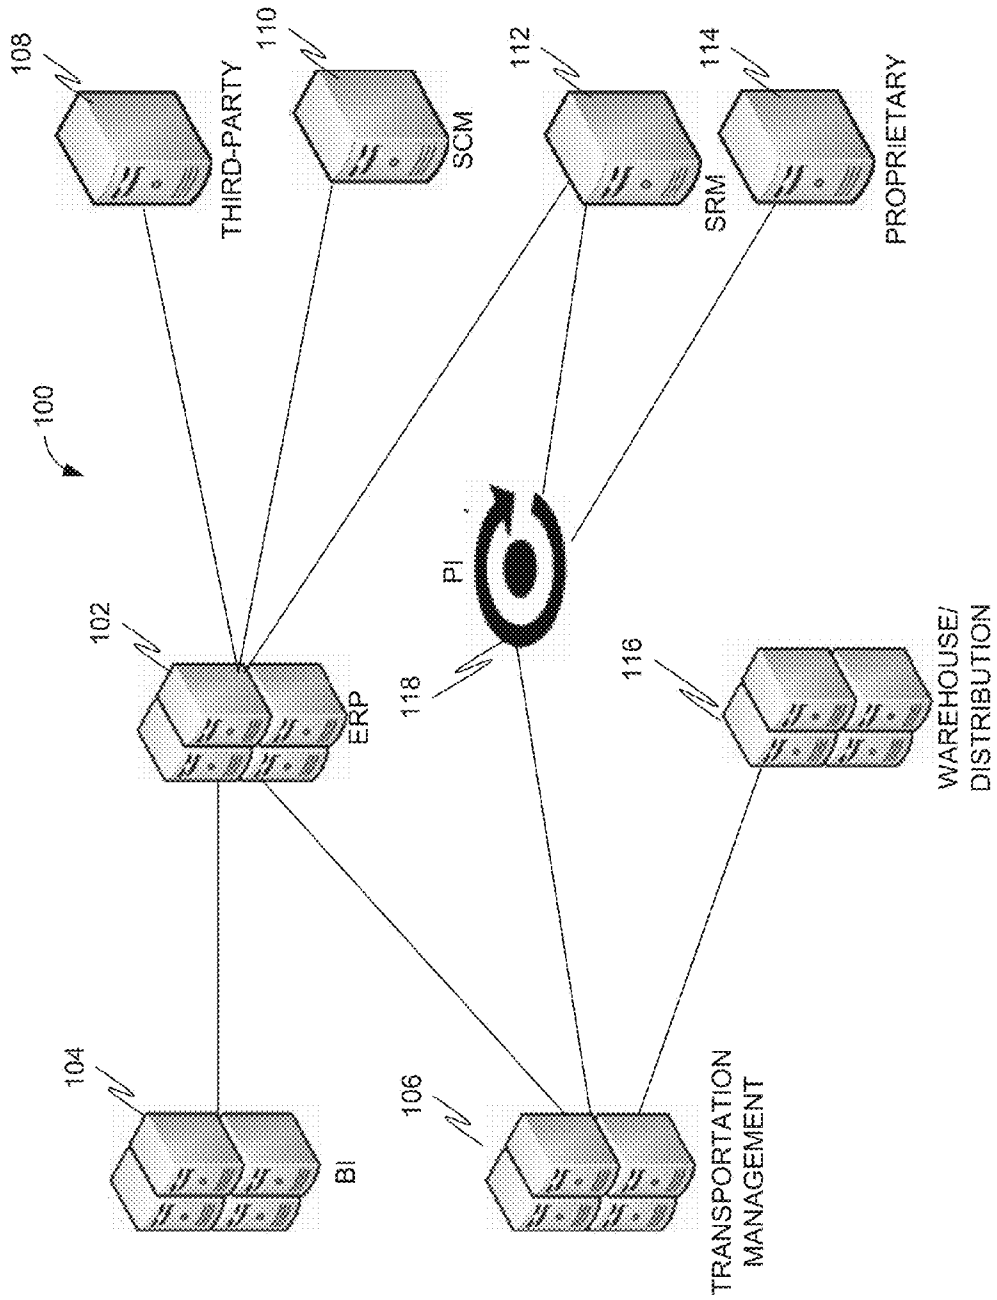 100
104
BI
102
ERP
108
THIRD-PARTY
110
SCM
106
TRANSPORTATION
MANAGEMENT
118
PI
112
SRM
116
WAREHOUSE/
DISTRIBUTION
114
PROPRIETARY